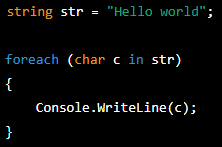 string str = "Hello world";
foreach (char c in str)
{
Console.WriteLine(c);
}